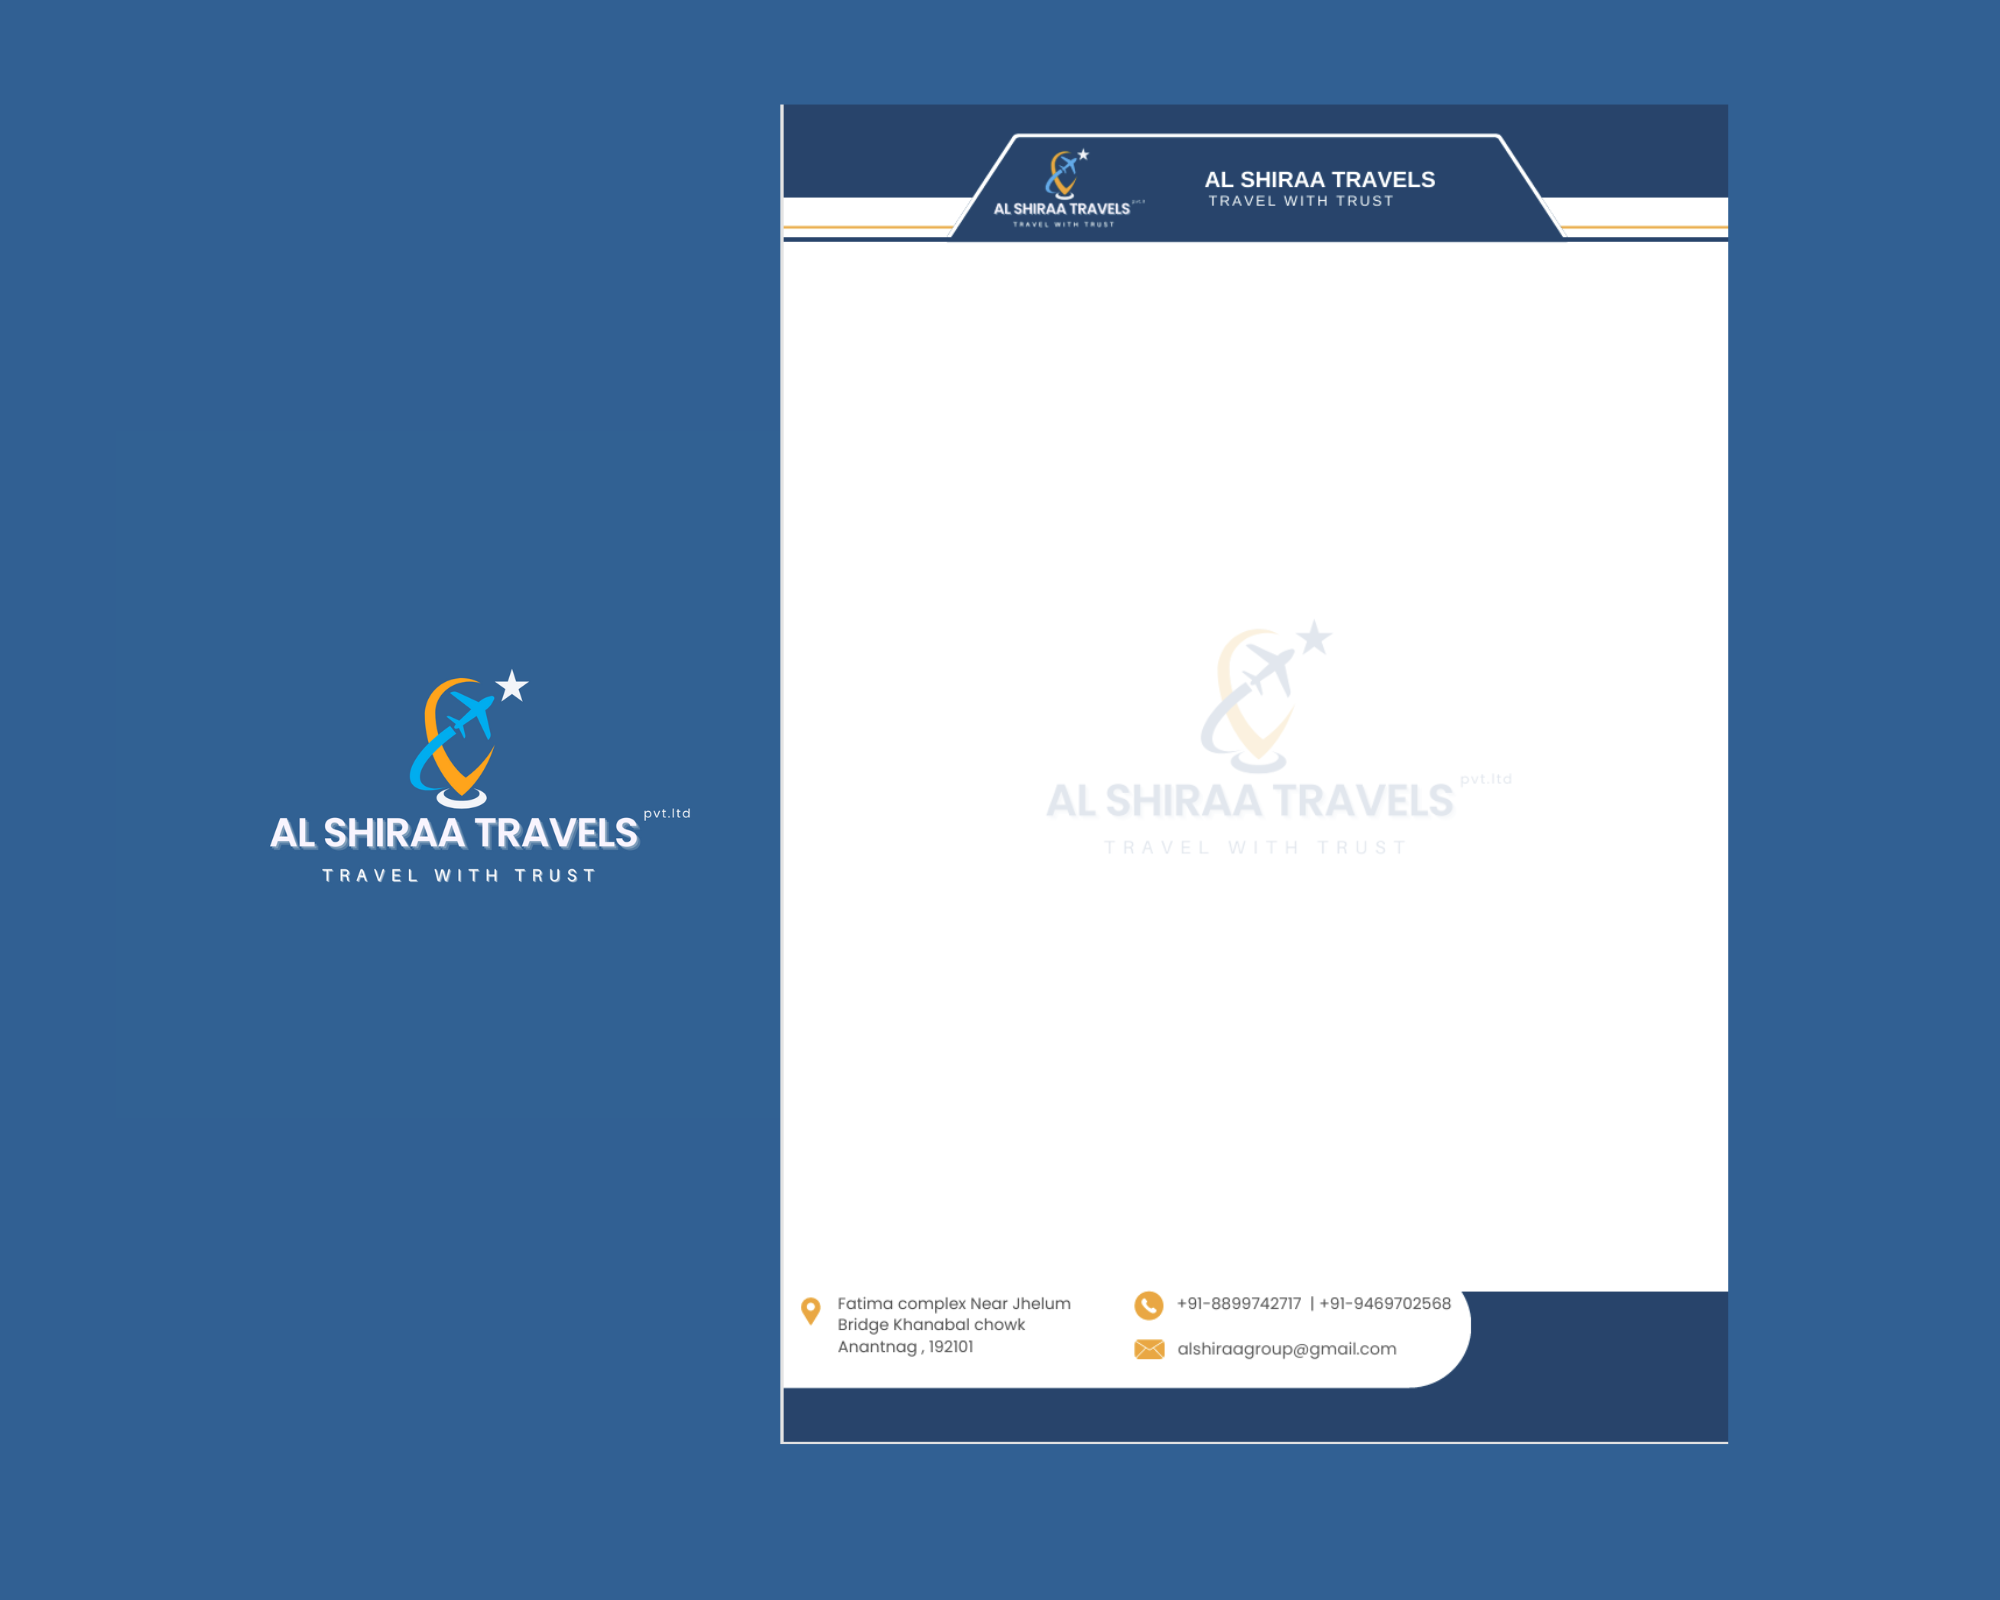 AL SHIRAA TRAVELS pvt.ltd
TRAVEL WITH TRUST
AL SHIRAA TRAVELS pvt.lt
TRAVEL WITH TRUST
AL SHIRAA TRAVELS
TRAVEL WITH TRUST
AL SHIRAA TRAVELS pvt.ltd
TRAVEL WITH TRUST
Fatima complex Near Jhelum
Bridge Khanabal chowk
Anantnag , 192101
+91-8899742717 | +91-9469702568
alshiraagroup@gmail.com